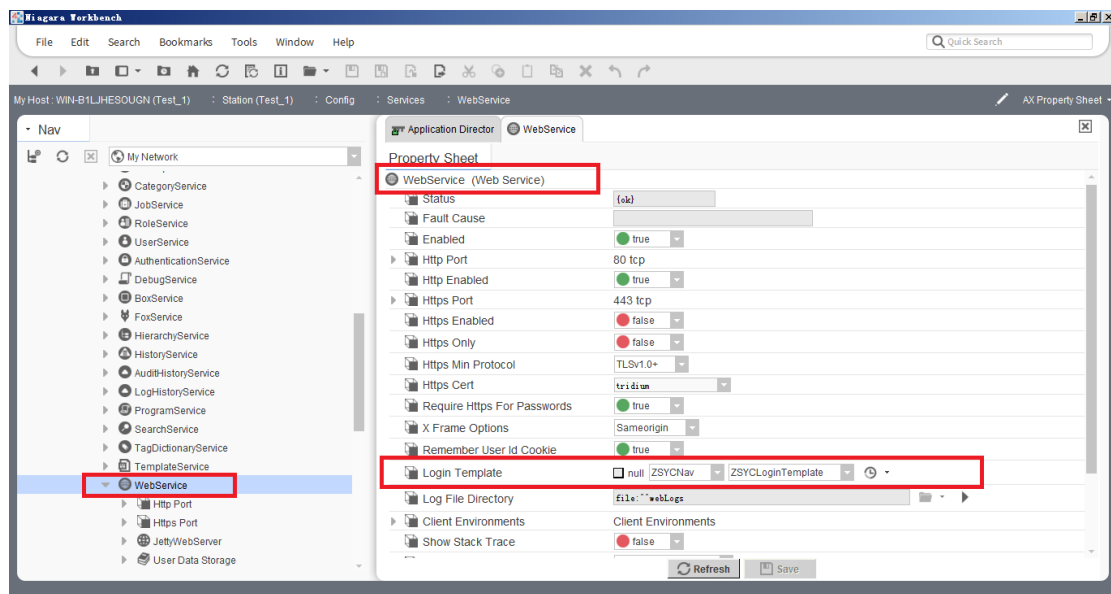 Niagara Workbench
File Edit Search Bookmarks Tools Window Help
Quick Search
My Host : WIN-B1LJHESOUGN (Test_1) : Station (Test_1) : Config : Services : WebService
AX Property Sheet
Nav
My Network
CategoryService
JobService
RoleService
UserService
AuthenticationService
DebugService
BoxService
FoxService
HierarchyService
HistoryService
AuditHistoryService
LogHistoryService
ProgramService
SearchService
TagDictionaryService
TemplateService
WebService
Http Port
Https Port
JettyWebServer
User Data Storage
Application Director WebService
Property Sheet
WebService (Web Service)
Status {ok}
Fault Cause
Enabled true
Http Port 80 tcp
Http Enabled true
Https Port 443 tcp
Https Enabled false
Https Only false
Https Min Protocol TLSv1.0+
Https Cert tridium
Require Https For Passwords true
X Frame Options Sameorigin
Remember User Id Cookie true
Login Template null ZSYCNav ZSYCLoginTemplate
Log File Directory file:^^webLogs
Client Environments Client Environments
Show Stack Trace false
Refresh Save